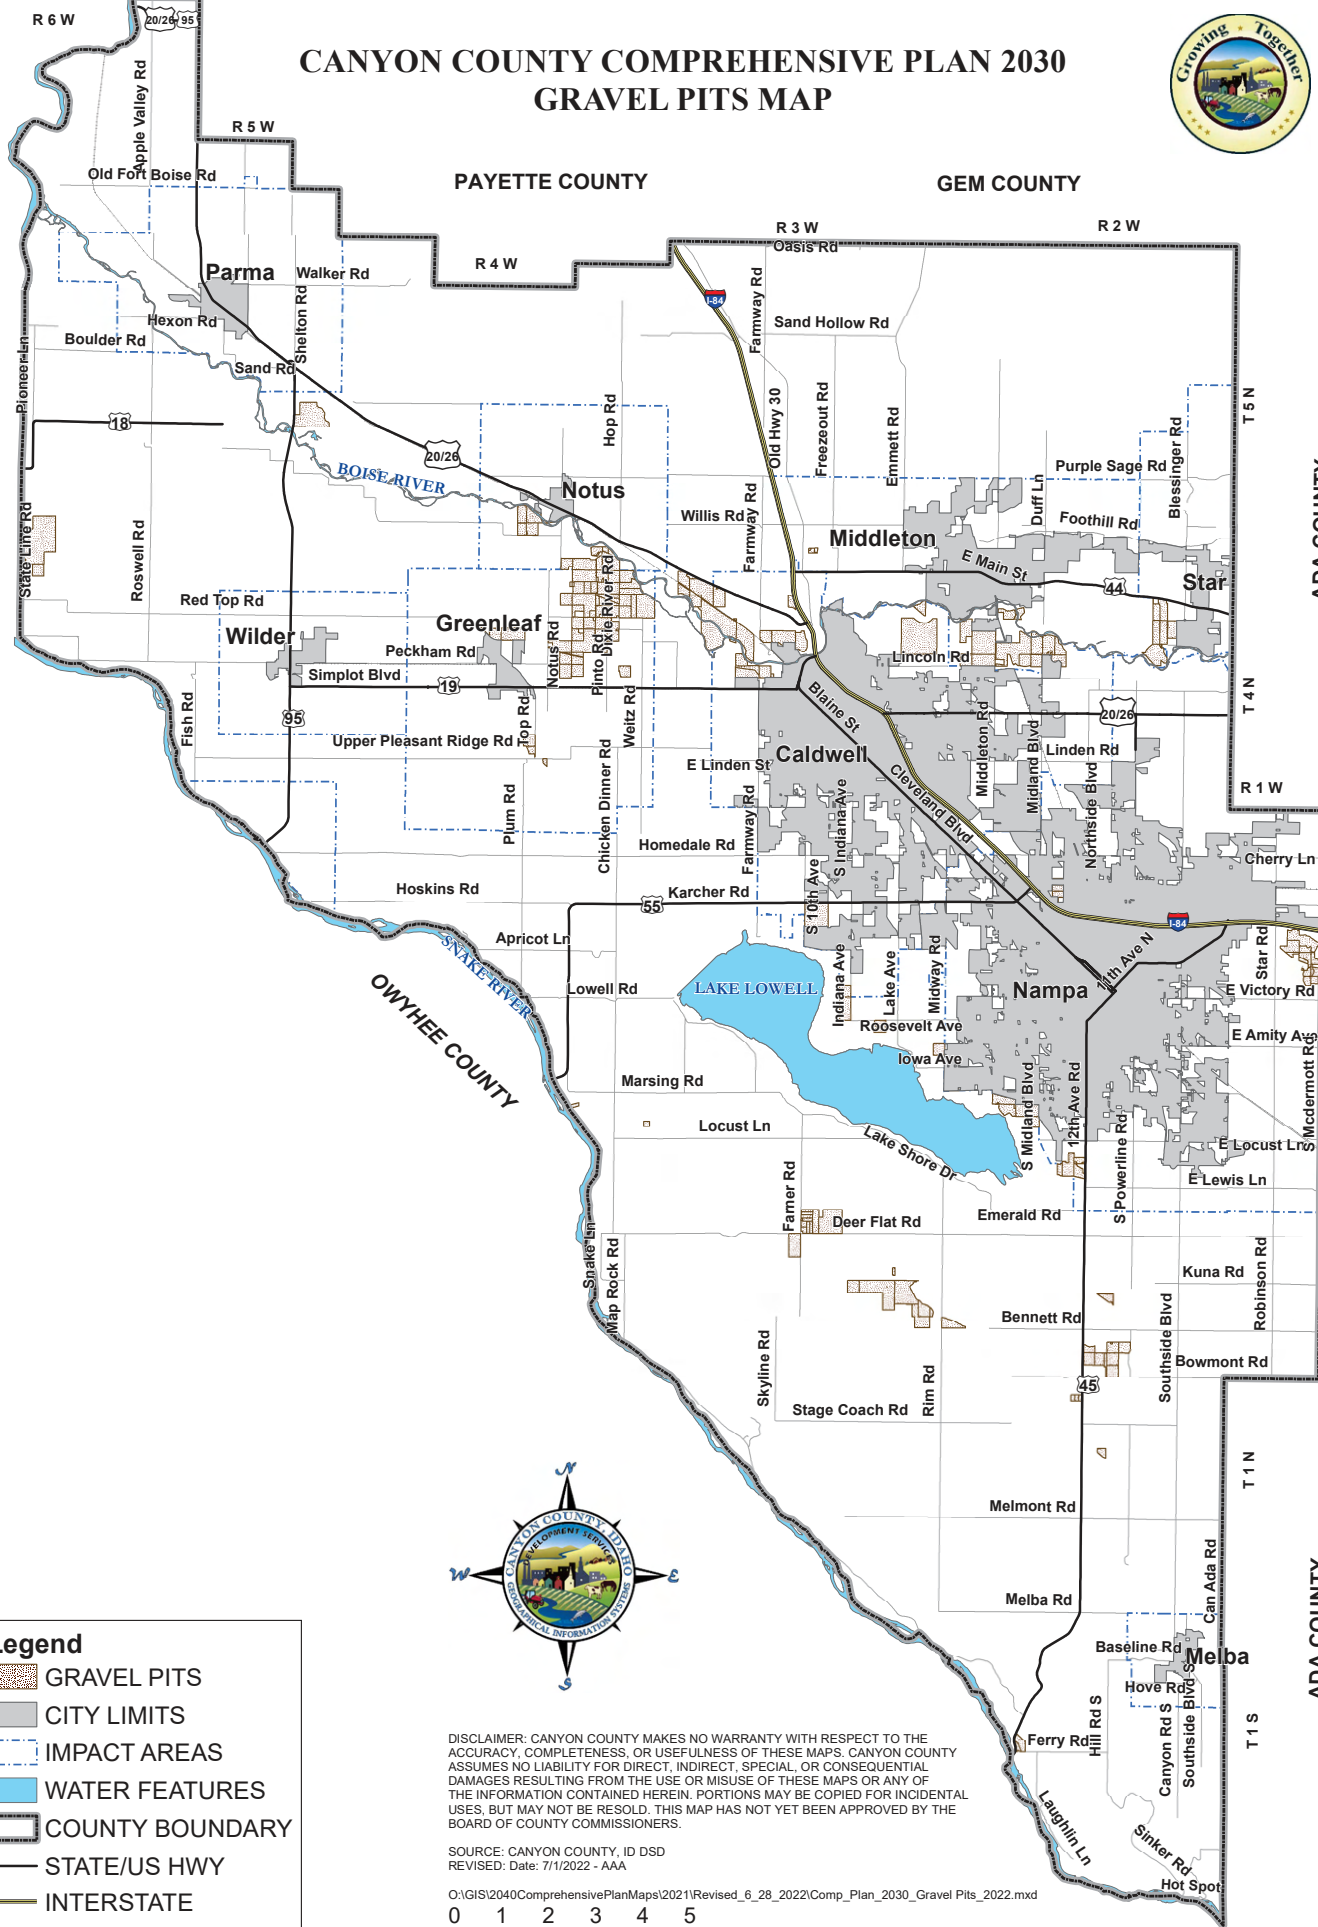 R 6 W
20/26
95
CANYON COUNTY COMPREHENSIVE PLAN 2030
GRAVEL PITS MAP
Growing Together
Apple Valley Rd
R 5 W
Old Fort Boise Rd
PAYETTE COUNTY
GEM COUNTY
R 3 W
R 2 W
Oasis Rd
R 4 W
Parma
Walker Rd
I-84
Farmway Rd
Hexon Rd
Shelton Rd
Sand Hollow Rd
Boulder Rd
Pioneer Ln
Sand Rd
18
Hop Rd
Old Hwy 30
Freezeout Rd
Emmett Rd
T 5 N
20/26
BOISE RIVER
Purple Sage Rd
Blessinger Rd
ADA COUNTY
Notus
Duff Ln
State Line Rd
Roswell Rd
Willis Rd
Farmway Rd
Middleton
Foothill Rd
E Main St
44
Star
Red Top Rd
Dixie River Rd
Greenleaf
Wilder
Peckham Rd
Notus Rd
Pinto Rd
Lincoln Rd
Simplot Blvd
19
Weitz Rd
Blaine St
T 4 N
Fish Rd
95
Top Rd
Middleton Rd
20/26
Upper Pleasant Ridge Rd
Midland Blvd
Linden Rd
Caldwell
E Linden St
Cleveland Blvd
Northside Blvd
R 1 W
Plum Rd
Chicken Dinner Rd
Farmway Rd
S Indiana Ave
Homedale Rd
Cherry Ln
Hoskins Rd
55
Karcher Rd
S 10th Ave
I-84
Apricot Ln
SNAKE RIVER
11th Ave N
Star Rd
OWYHEE COUNTY
Lowell Rd
LAKE LOWELL
Indiana Ave
Lake Ave
Midway Rd
Nampa
E Victory Rd
Roosevelt Ave
E Amity Ave
Iowa Ave
S Mcdermott Rd
Marsing Rd
S Midland Blvd
12th Ave Rd
Locust Ln
Lake Shore Dr
S Powerline Rd
E Locust Ln
Farner Rd
E Lewis Ln
Deer Flat Rd
Emerald Rd
Snake Ln
Map Rock Rd
Kuna Rd
Robinson Rd
Bennett Rd
Southside Blvd
Skyline Rd
Rim Rd
Bowmont Rd
45
Stage Coach Rd
N
T 1 N
CANYON COUNTY, IDAHO
DEVELOPMENT SERVICES
GEOGRAPHICAL INFORMATION SYSTEMS
W
E
S
Melmont Rd
Can Ada Rd
ADA COUNTY
Melba Rd
Baseline Rd
Melba
Hove Rd
Hill Rd S
Canyon Rd S
Southside Blvd S
T 1 S
Ferry Rd
Laughlin Ln
Sinker Rd
Hot Spot
Legend
GRAVEL PITS
CITY LIMITS
IMPACT AREAS
WATER FEATURES
COUNTY BOUNDARY
STATE/US HWY
INTERSTATE
DISCLAIMER: CANYON COUNTY MAKES NO WARRANTY WITH RESPECT TO THE
ACCURACY, COMPLETENESS, OR USEFULNESS OF THESE MAPS. CANYON COUNTY
ASSUMES NO LIABILITY FOR DIRECT, INDIRECT, SPECIAL, OR CONSEQUENTIAL
DAMAGES RESULTING FROM THE USE OR MISUSE OF THESE MAPS OR ANY OF
THE INFORMATION CONTAINED HEREIN. PORTIONS MAY BE COPIED FOR INCIDENTAL
USES, BUT MAY NOT BE RESOLD. THIS MAP HAS NOT YET BEEN APPROVED BY THE
BOARD OF COUNTY COMMISSIONERS.
SOURCE: CANYON COUNTY, ID DSD
REVISED: Date: 7/1/2022 - AAA
O:\GIS\2040ComprehensivePlanMaps\2021\Revised_6_28_2022\Comp_Plan_2030_Gravel Pits_2022.mxd
0 1 2 3 4 5